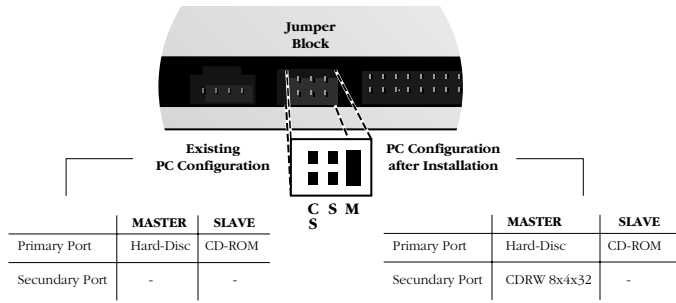 Jumper
Block
Existing
PC Configuration
PC Configuration
after Installation
C S M
S
MASTER SLAVE
Primary Port Hard-Disc CD-ROM
Secundary Port - -
MASTER SLAVE
Primary Port Hard-Disc CD-ROM
Secundary Port CDRW 8x4x32 -